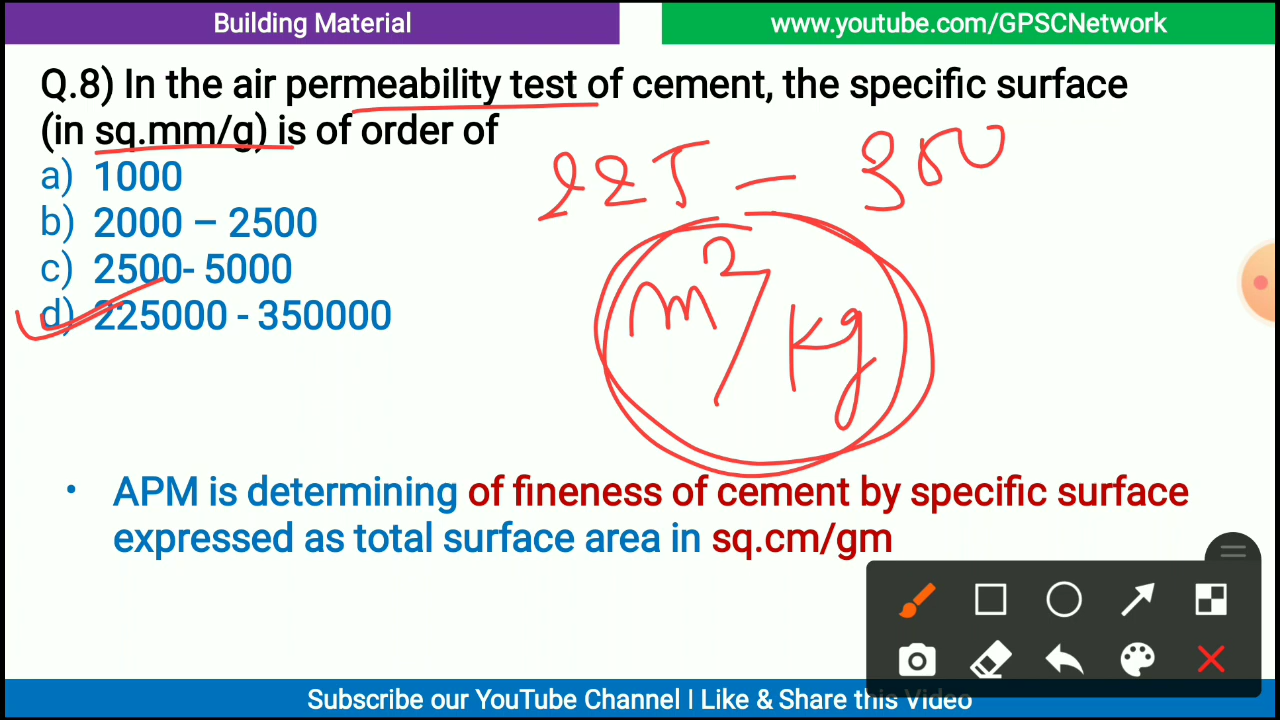 Building Material
www.youtube.com/GPSCNetwork
Q.8) In the air permeability test of cement, the specific surface
(in sq.mm/g) is of order of
a) 1000
b) 2000 – 2500
c) 2500- 5000
d) 225000 - 350000
225 - 350
m²/kg
• APM is determining of fineness of cement by specific surface
expressed as total surface area in sq.cm/gm
Subscribe our YouTube Channel I Like & Share this Video